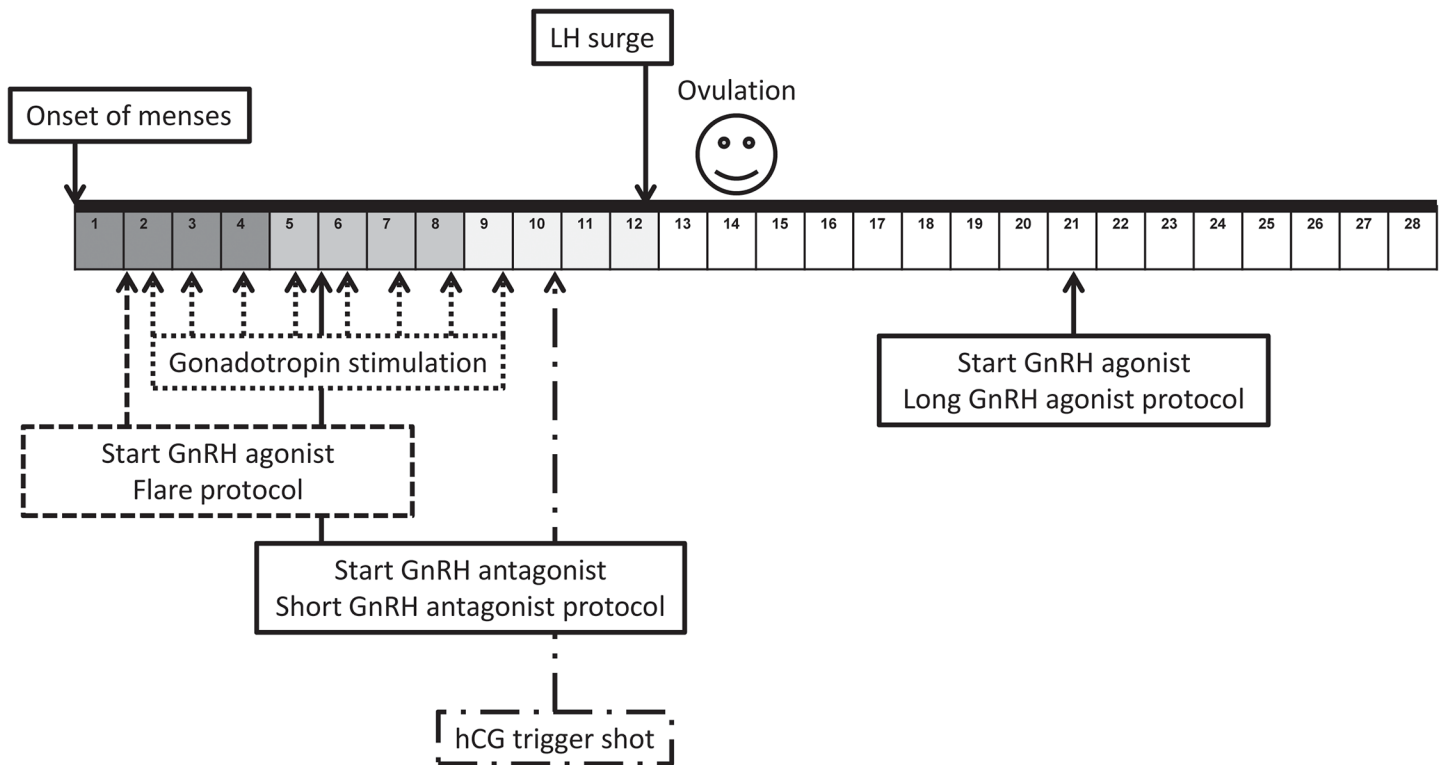 LH surge
Ovulation
Onset of menses
1 2 3 4 5 6 7 8 9 10 11 12 13 14 15 16 17 18 19 20 21 22 23 24 25 26 27 28
Gonadotropin stimulation
Start GnRH agonist
Long GnRH agonist protocol
Start GnRH agonist
Flare protocol
Start GnRH antagonist
Short GnRH antagonist protocol
hCG trigger shot